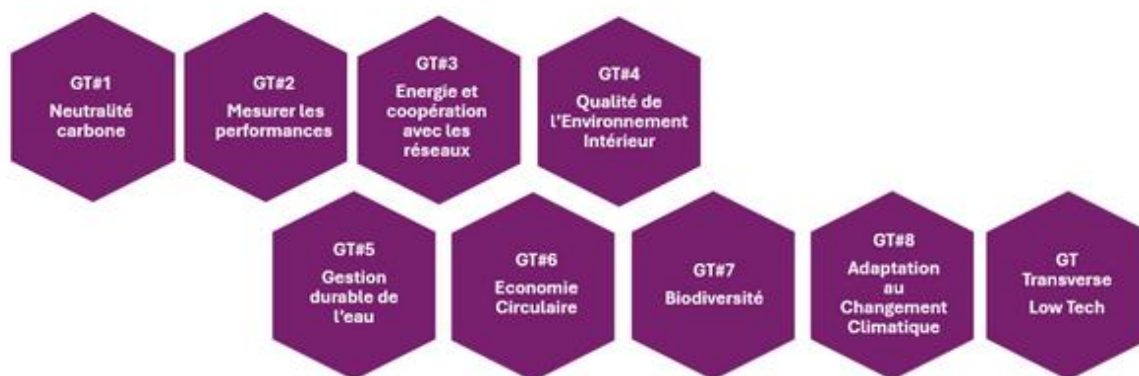 GT#1
Neutralité
carbone
GT#2
Mesurer les
performances
GT#3
Energie et
coopération
avec les
réseaux
GT#4
Qualité de
l'Environnement
Intérieur
GT#5
Gestion
durable de
l'eau
GT#6
Economie
Circulaire
GT#7
Biodiversité
GT#8
Adaptation
au
Changement
Climatique
GT
Transverse
Low Tech